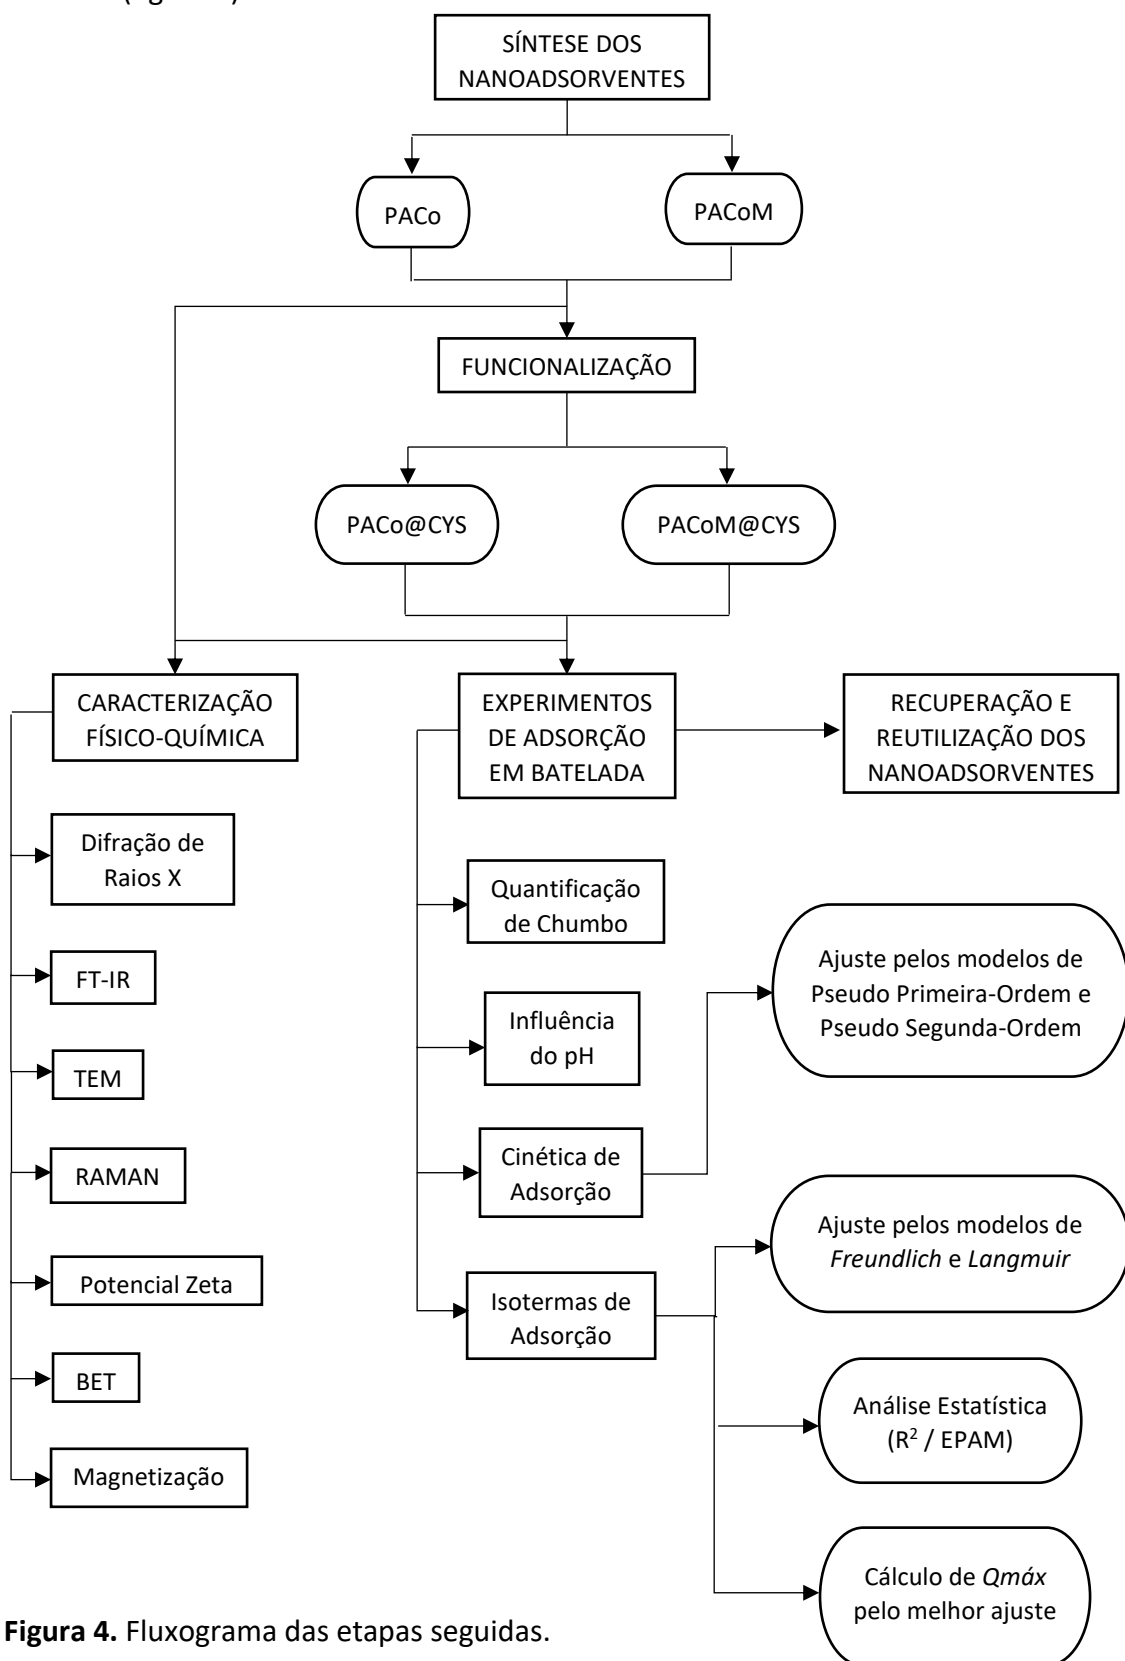 SÍNTESE DOS
NANOADSORVENTES
PACo
PACoM
FUNCIONALIZAÇÃO
PACo@CYS
PACoM@CYS
CARACTERIZAÇÃO
FÍSICO-QUÍMICA
EXPERIMENTOS
DE ADSORÇÃO
EM BATELADA
RECUPERAÇÃO E
REUTILIZAÇÃO DOS
NANOADSORVENTES
Difração de
Raios X
FT-IR
TEM
RAMAN
Potencial Zeta
BET
Magnetização
Quantificação
de Chumbo
Influência
do pH
Cinética de
Adsorção
Isotermas de
Adsorção
Ajuste pelos modelos de
Pseudo Primeira-Ordem e
Pseudo Segunda-Ordem
Ajuste pelos modelos de
Freundlich e Langmuir
Análise Estatística
(R² / EPAM)
Cálculo de Qmáx
pelo melhor ajuste
Figura 4. Fluxograma das etapas seguidas.